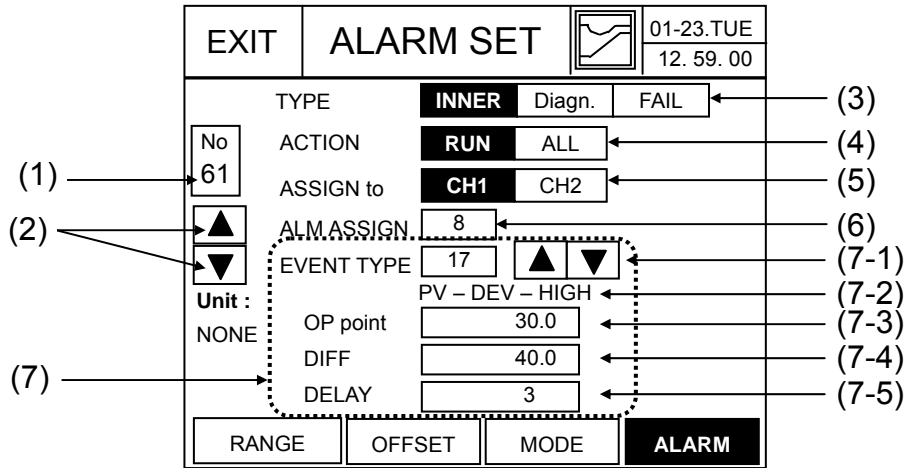 EXIT ALARM SET 01-23.TUE
12. 59. 00
TYPE INNER Diagn. FAIL (3)
No ACTION RUN ALL (4)
(1) 61 ASSIGN to CH1 CH2 (5)
(2) ▲ ALM ASSIGN 8 (6)
▼ EVENT TYPE 17 ▲ ▼ (7-1)
Unit : PV – DEV – HIGH (7-2)
NONE OP point 30.0 (7-3)
DIFF 40.0 (7-4)
(7) DELAY 3 (7-5)
RANGE OFFSET MODE ALARM